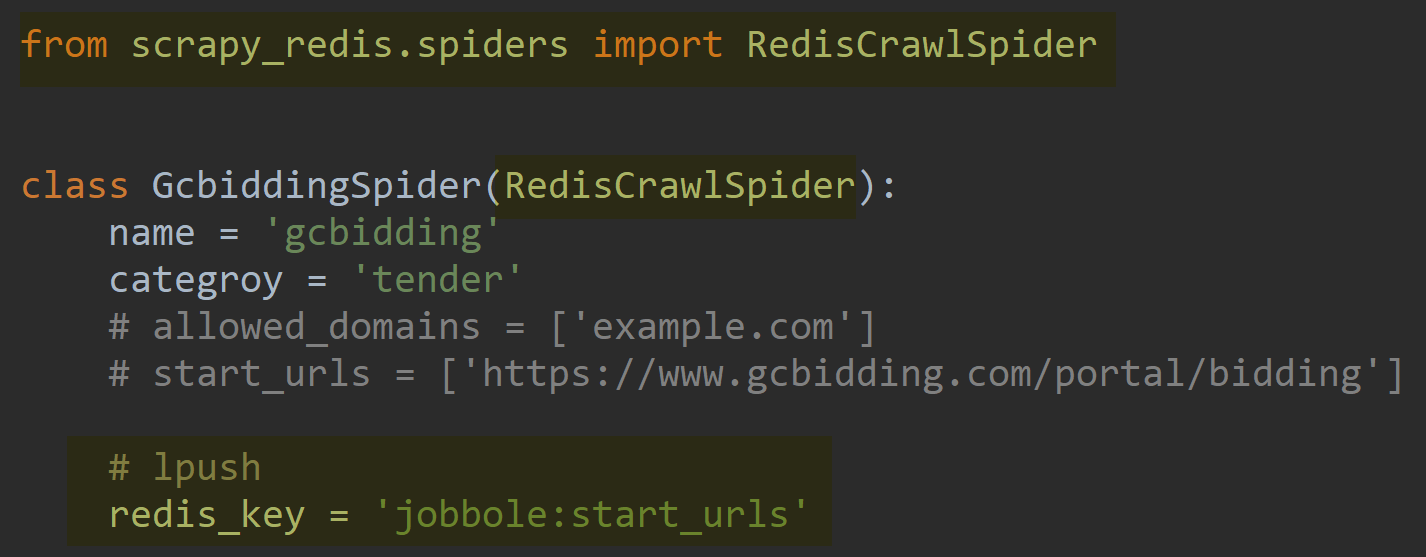 from scrapy_redis.spiders import RedisCrawlSpider
class GcbiddingSpider(RedisCrawlSpider):
    name = 'gcbidding'
    categroy = 'tender'
    # allowed_domains = ['example.com']
    # start_urls = ['https://www.gcbidding.com/portal/bidding']
    # lpush
    redis_key = 'jobbole:start_urls'